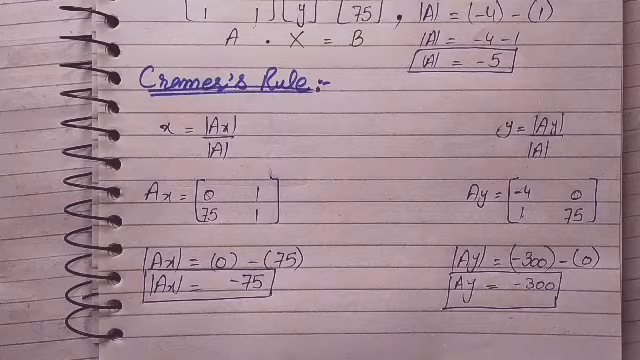 [1 1] [y] [75], |A| = (-4) - (1)
A . X = B |A| = -4-1
|A| = -5
Cramer's Rule:-
x = |Ax| / |A| y = |Ay| / |A|
Ax = [0 1 Ay = [-4 0
75 1] 1 75]
|Ax| = (0) - (75) |Ay| = (-300) - (0)
|Ax| = -75 Ay = -300